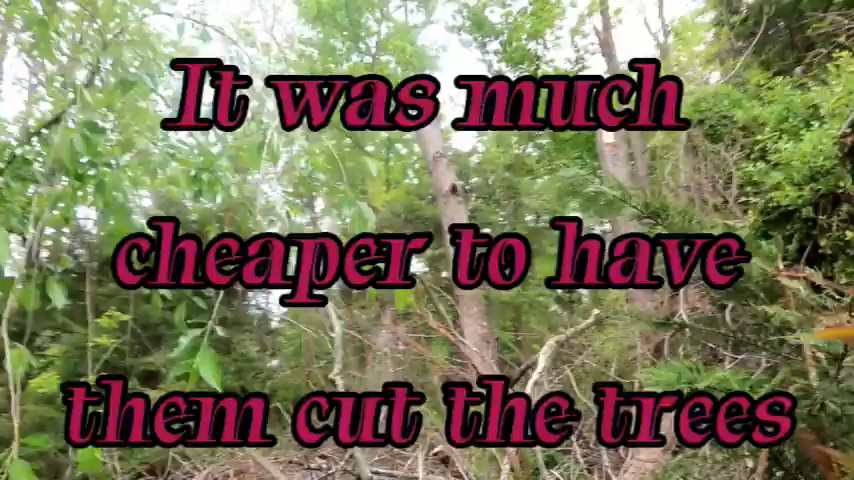 It was much
cheaper to have
them cut the trees